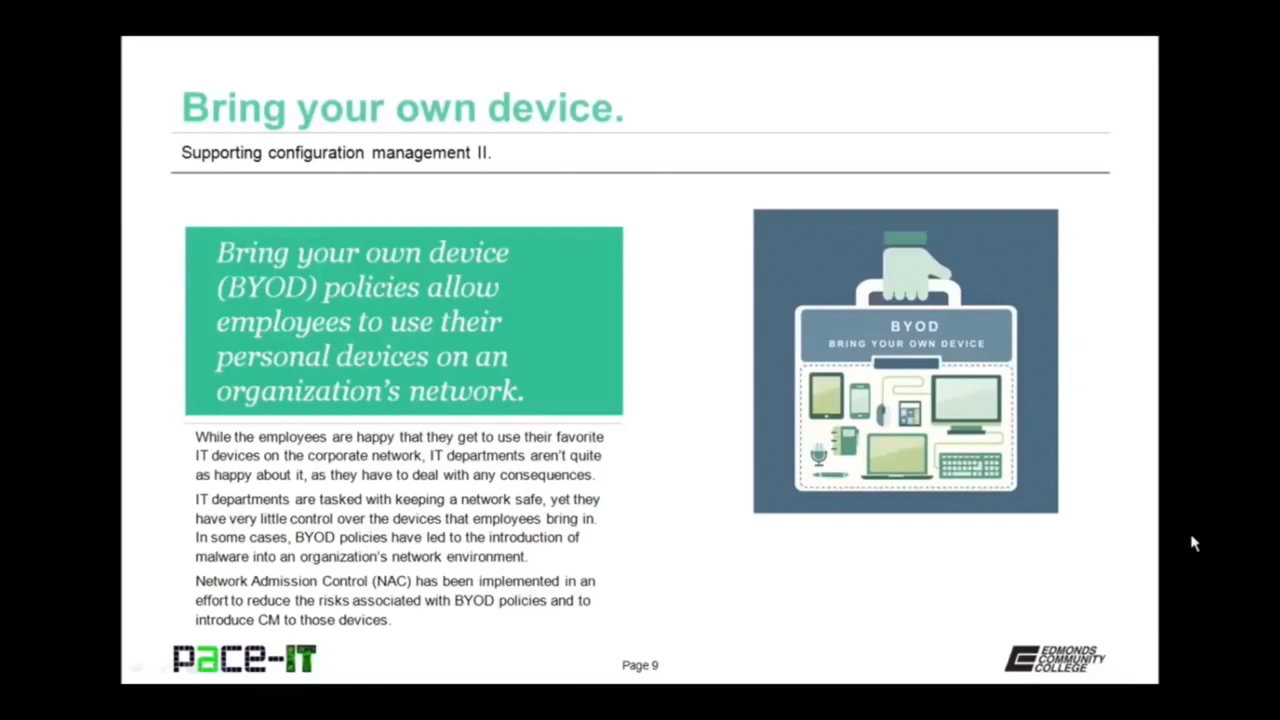 Bring your own device.
Supporting configuration management II.
Bring your own device
(BYOD) policies allow
employees to use their
personal devices on an
organization's network.
While the employees are happy that they get to use their favorite
IT devices on the corporate network, IT departments aren't quite
as happy about it, as they have to deal with any consequences.
IT departments are tasked with keeping a network safe, yet they
have very little control over the devices that employees bring in.
In some cases, BYOD policies have led to the introduction of
malware into an organization's network environment.
Network Admission Control (NAC) has been implemented in an
effort to reduce the risks associated with BYOD policies and to
introduce CM to those devices.
BYOD
BRING YOUR OWN DEVICE
pace-IT
Page 9
EDMONDS
COMMUNITY
COLLEGE